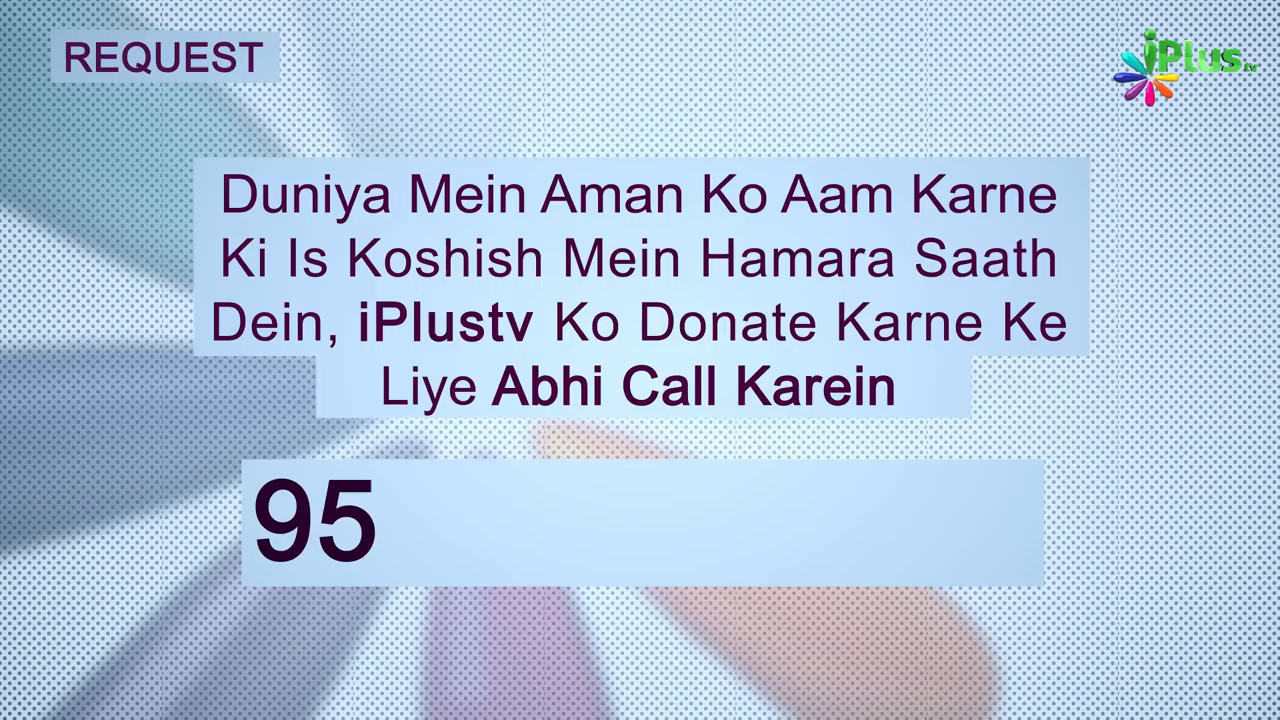 REQUEST
iPlus.tv
Duniya Mein Aman Ko Aam Karne
Ki Is Koshish Mein Hamara Saath
Dein, iPlustv Ko Donate Karne Ke
Liye Abhi Call Karein
95